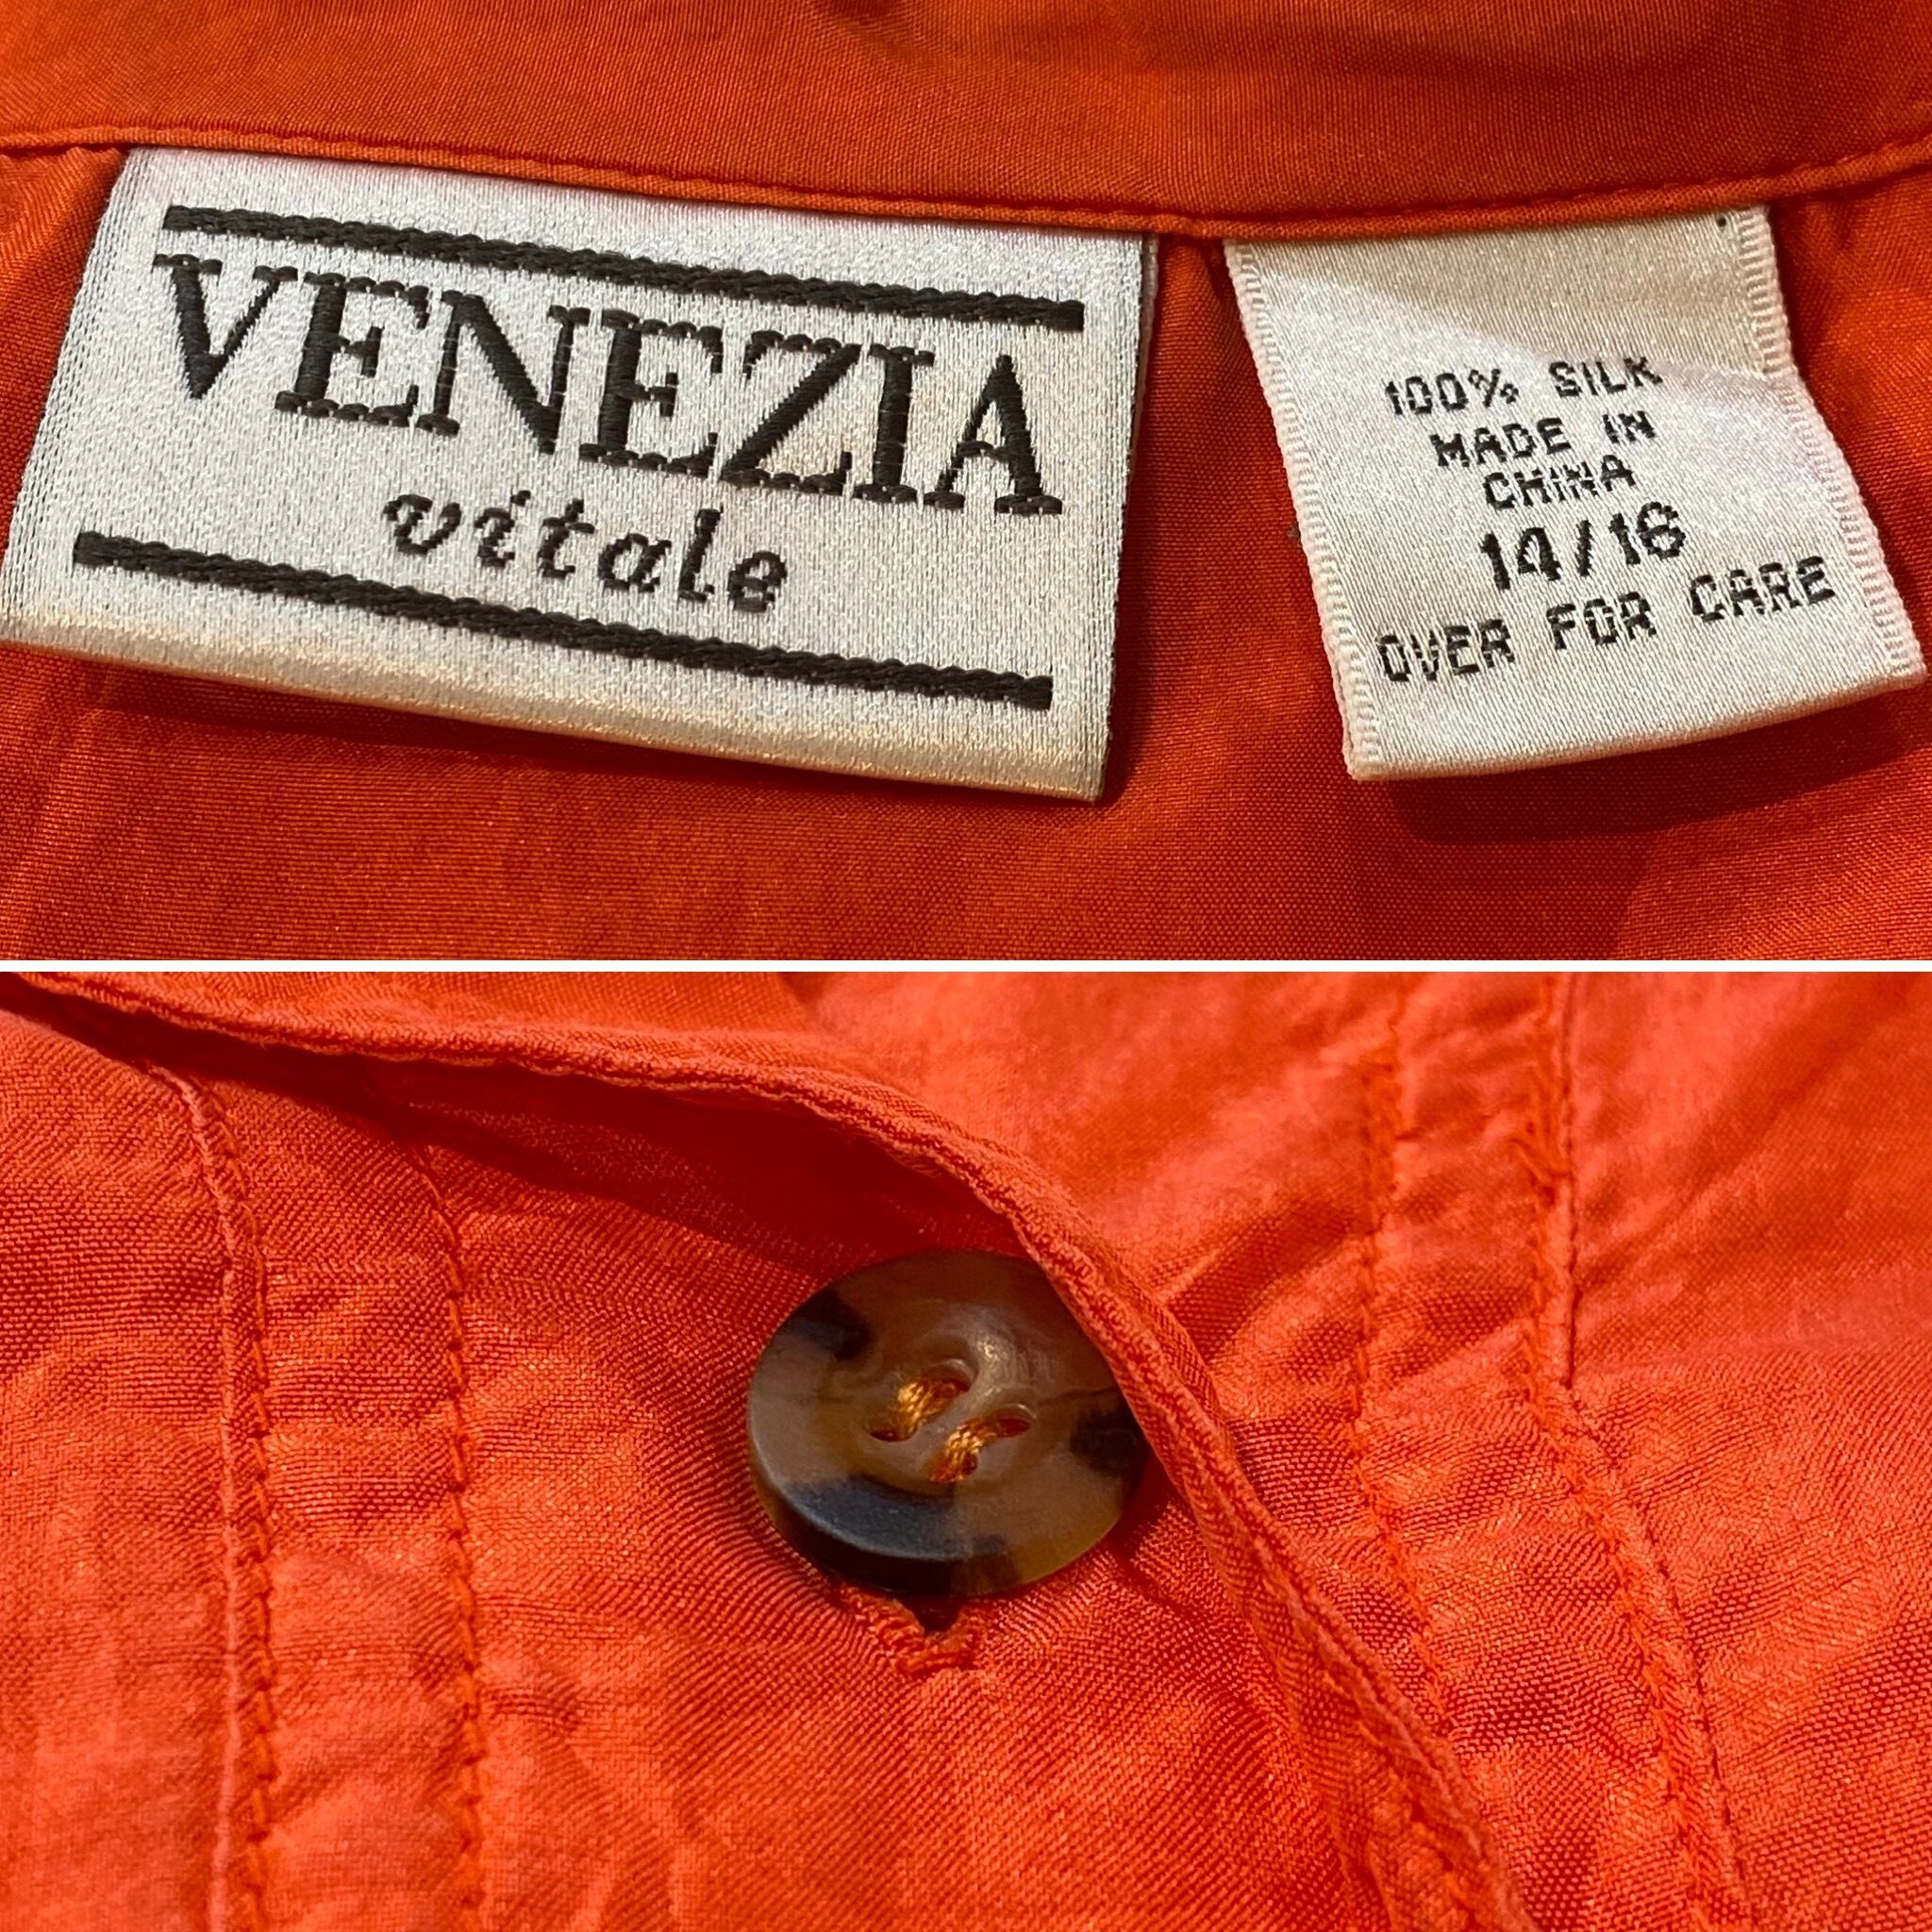 VENEZIA
vitale
100% SILK
MADE IN
CHINA
14/16
OVER FOR CARE